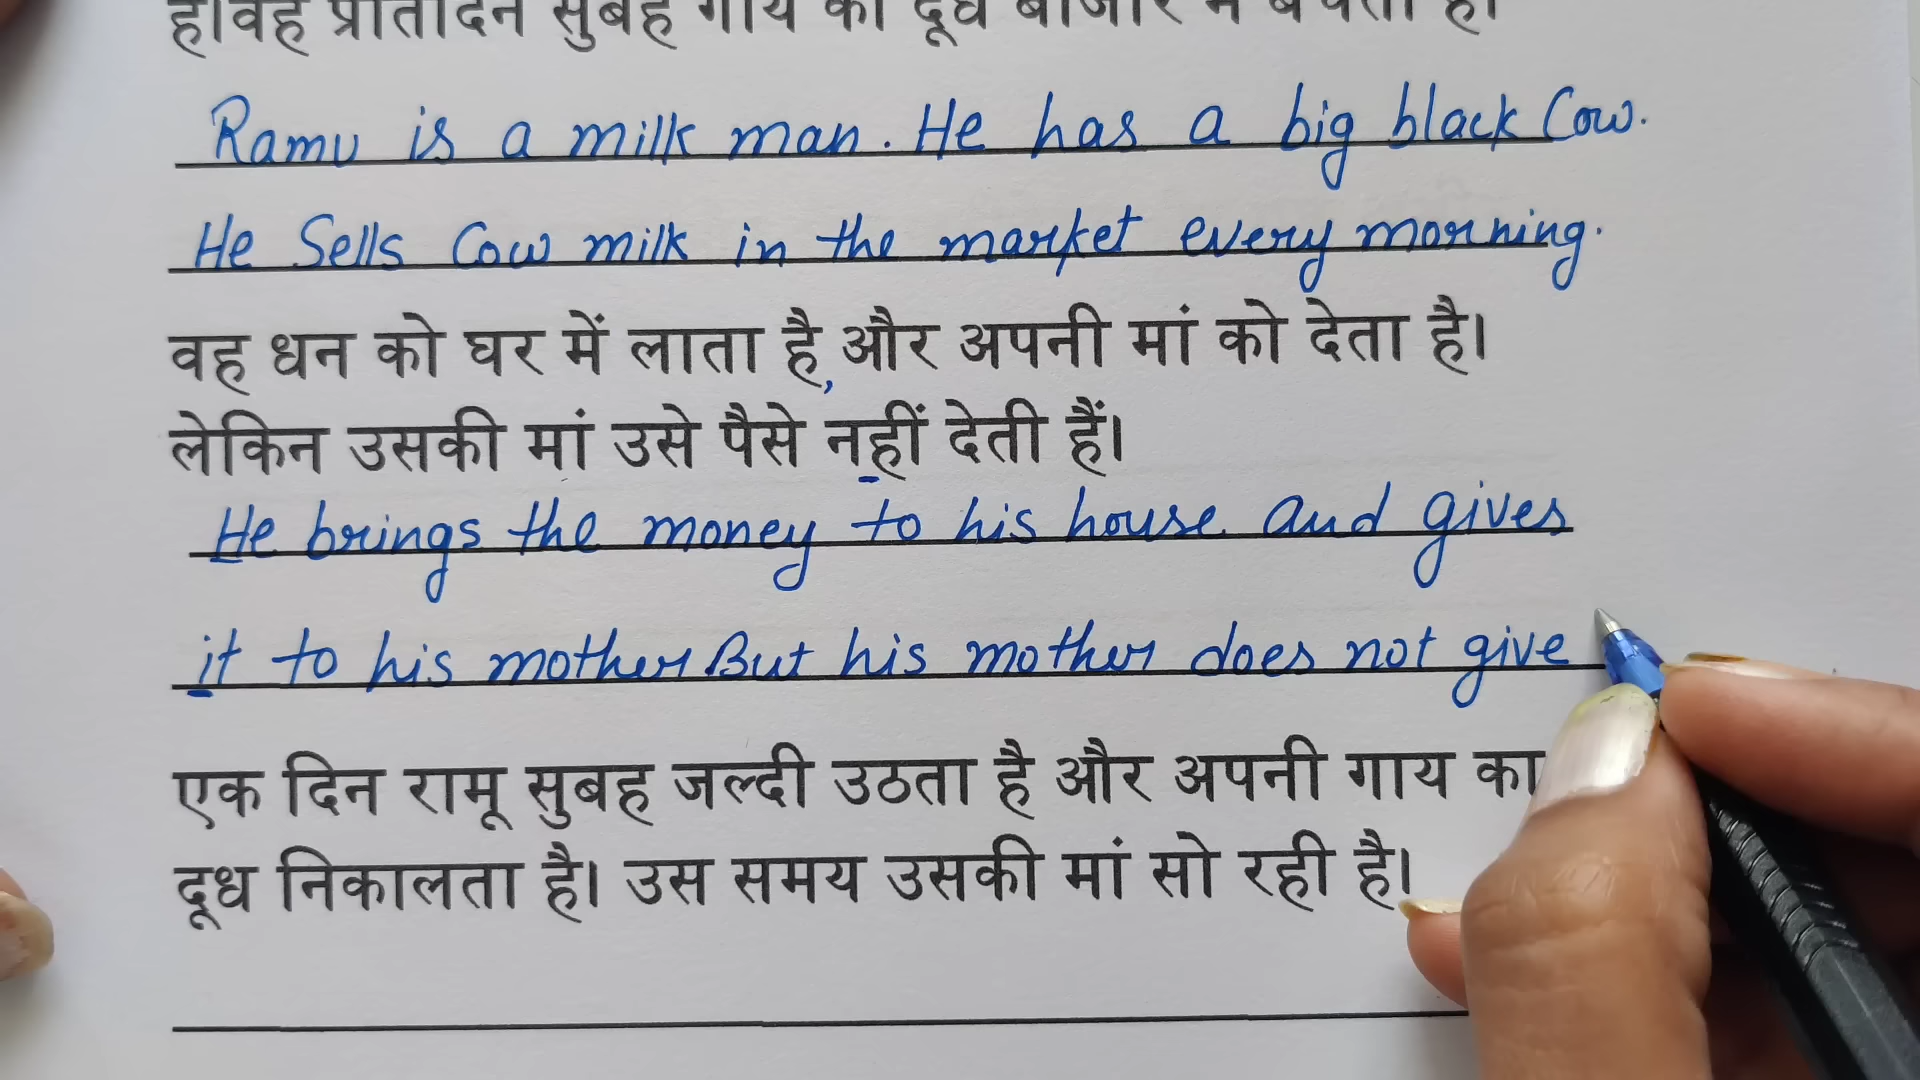 है।वह प्रतिदिन सुबह गाय का दूध बाजार में बेचता है।
Ramu is a milk man. He has a big black Cow.
He Sells Cow milk in the market every morning.
वह धन को घर में लाता है, और अपनी मां को देता है।
लेकिन उसकी मां उसे पैसे नहीं देती हैं।
He brings the money to his house and gives
it to his mother But his mother does not give
एक दिन रामू सुबह जल्दी उठता है और अपनी गाय का
दूध निकालता है। उस समय उसकी मां सो रही है।